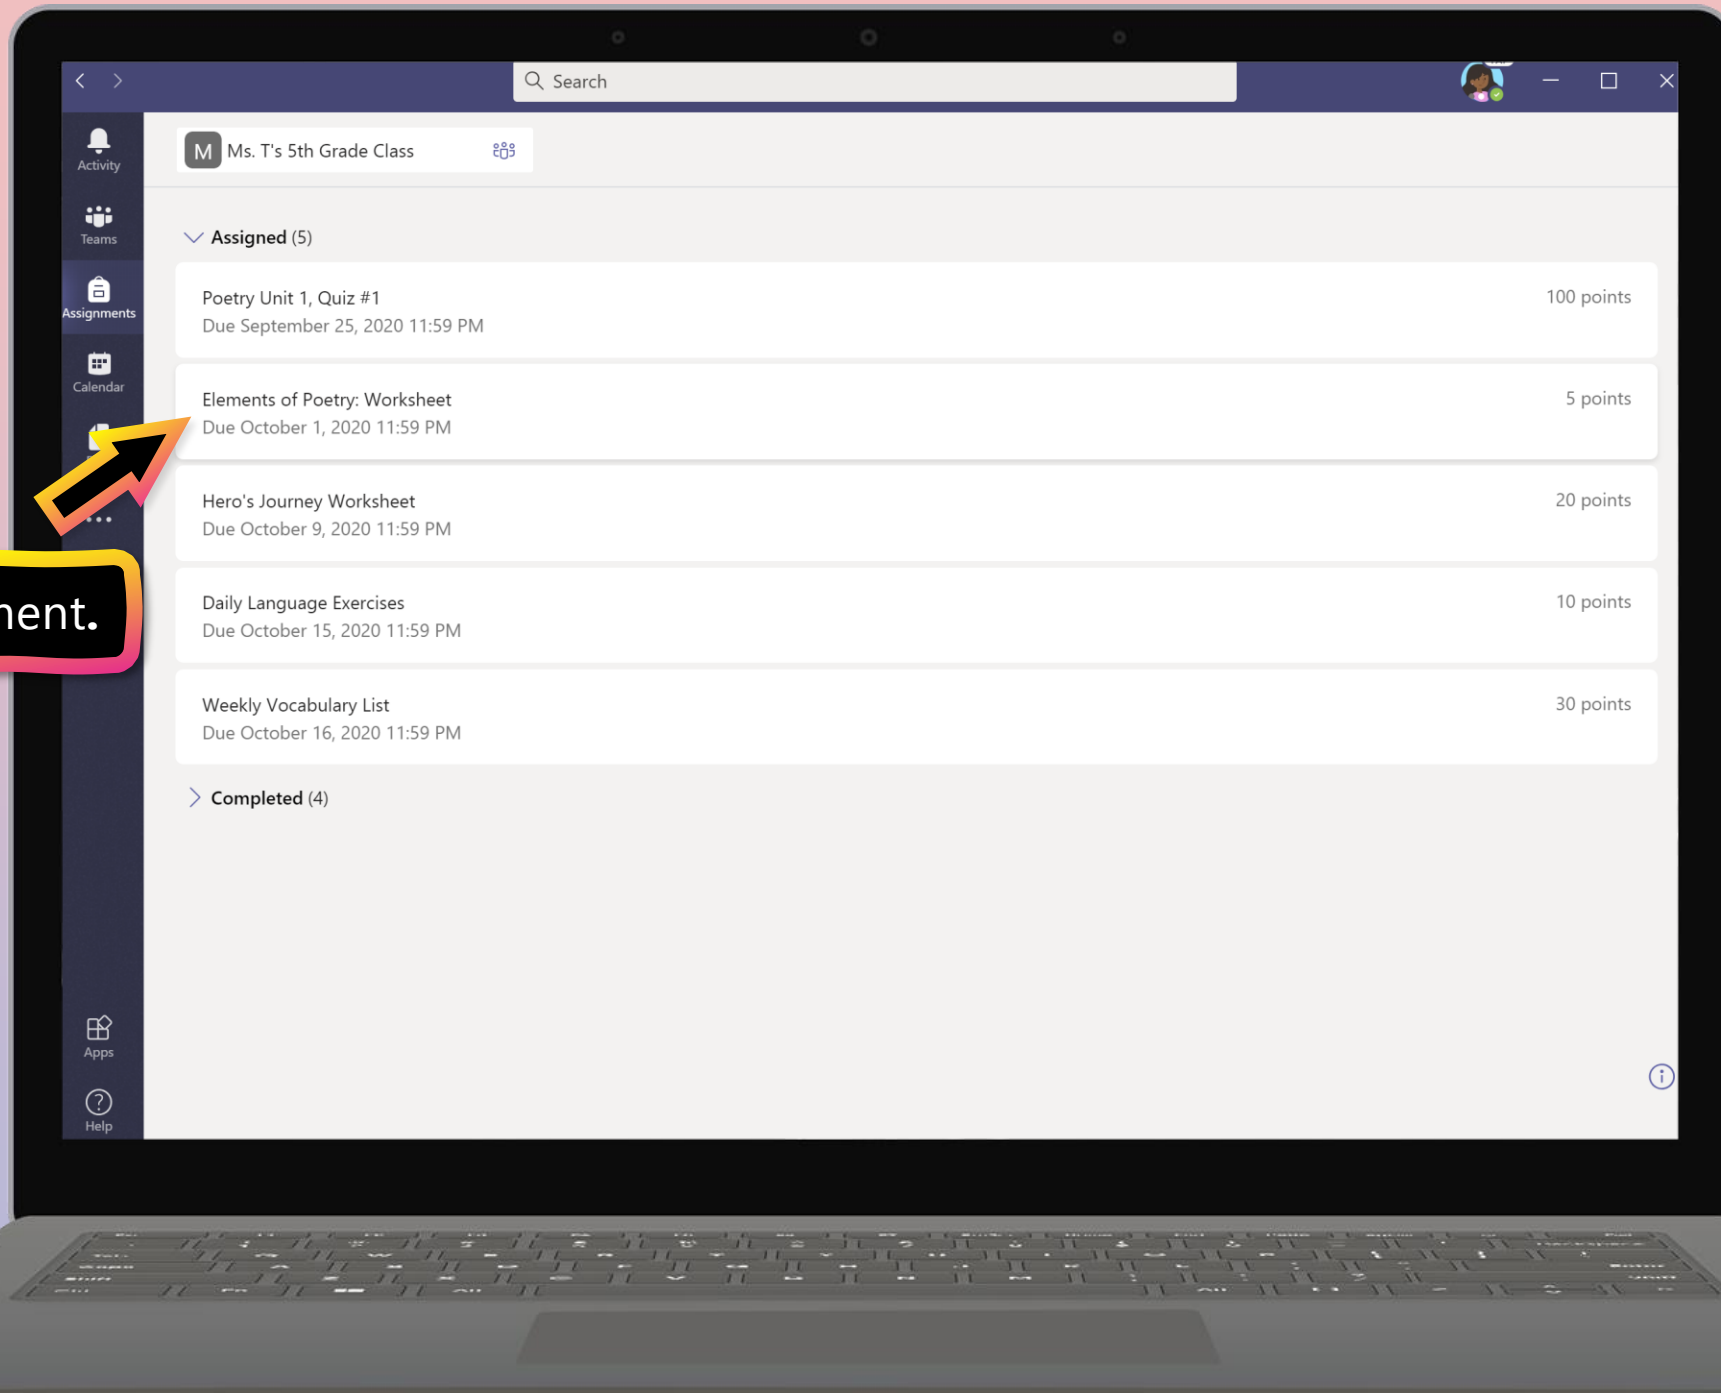 Search
Activity
Teams
Assignments
Calendar
Apps
Help
M Ms. T's 5th Grade Class
Assigned (5)
Poetry Unit 1, Quiz #1
100 points
Due September 25, 2020 11:59 PM
Elements of Poetry: Worksheet
5 points
Due October 1, 2020 11:59 PM
Hero's Journey Worksheet
20 points
Due October 9, 2020 11:59 PM
Daily Language Exercises
10 points
Due October 15, 2020 11:59 PM
Weekly Vocabulary List
30 points
Due October 16, 2020 11:59 PM
Completed (4)